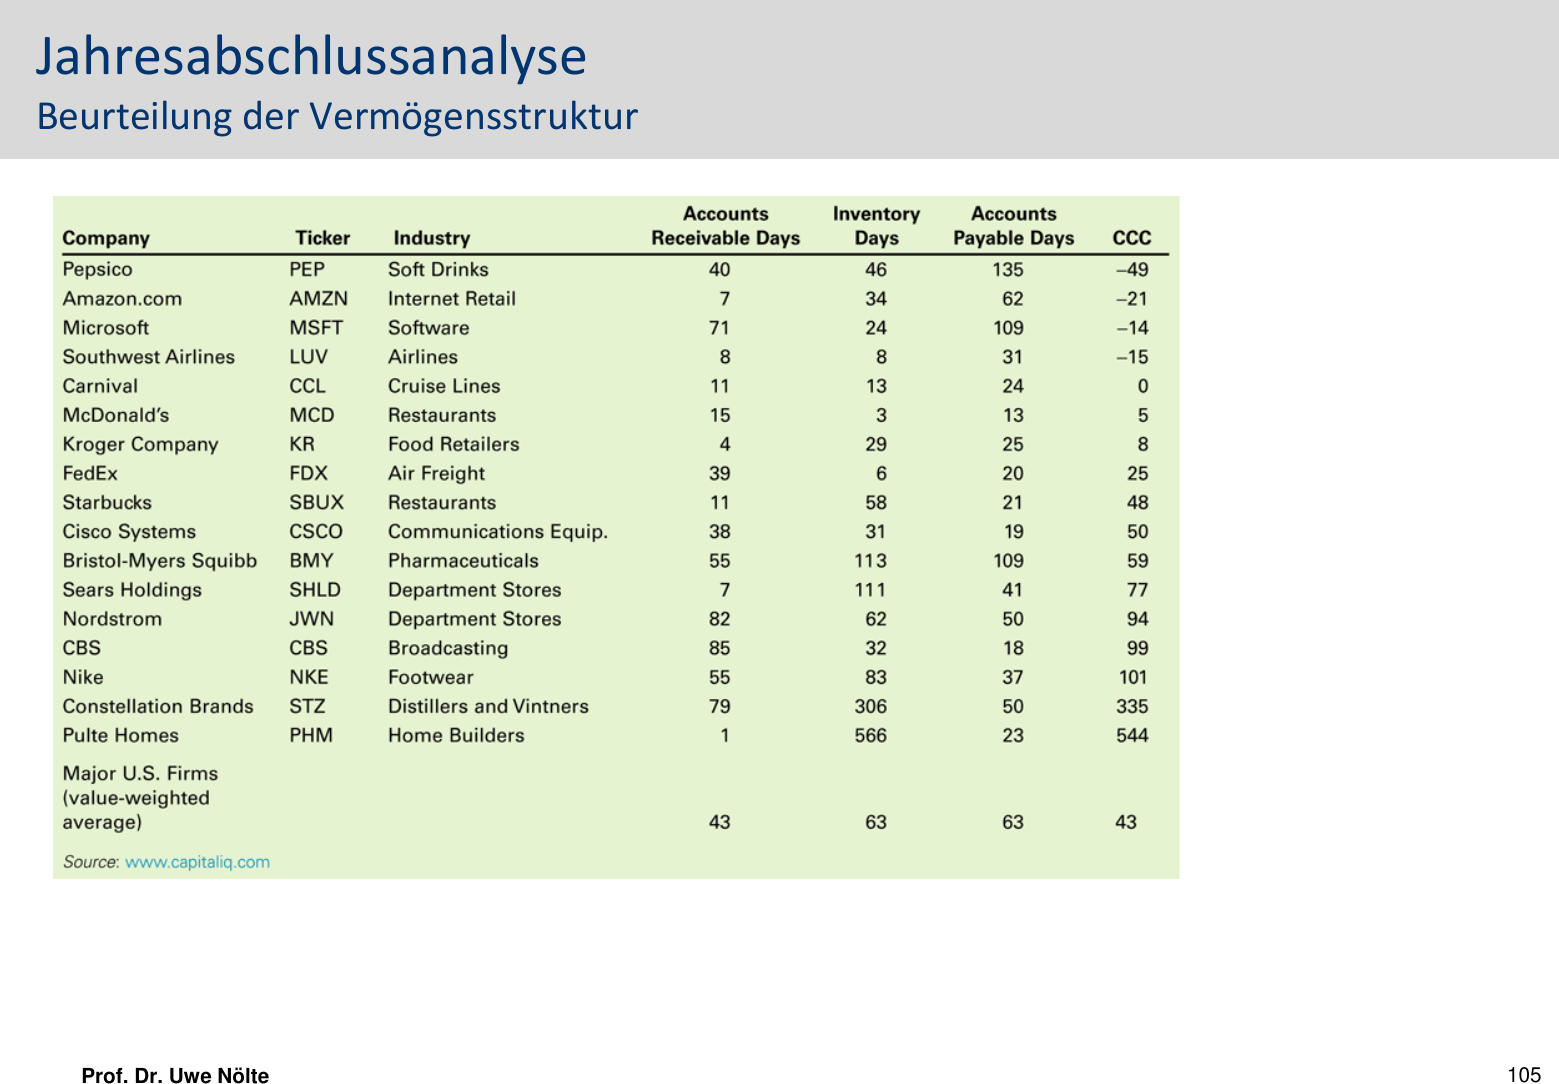 Jahresabschlussanalyse
Beurteilung der Vermögensstruktur
Accounts Inventory Accounts
Company Ticker Industry Receivable Days Days Payable Days CCC
Pepsico PEP Soft Drinks 40 46 135 –49
Amazon.com AMZN Internet Retail 7 34 62 –21
Microsoft MSFT Software 71 24 109 –14
Southwest Airlines LUV Airlines 8 8 31 –15
Carnival CCL Cruise Lines 11 13 24 0
McDonald's MCD Restaurants 15 3 13 5
Kroger Company KR Food Retailers 4 29 25 8
FedEx FDX Air Freight 39 6 20 25
Starbucks SBUX Restaurants 11 58 21 48
Cisco Systems CSCO Communications Equip. 38 31 19 50
Bristol-Myers Squibb BMY Pharmaceuticals 55 113 109 59
Sears Holdings SHLD Department Stores 7 111 41 77
Nordstrom JWN Department Stores 82 62 50 94
CBS CBS Broadcasting 85 32 18 99
Nike NKE Footwear 55 83 37 101
Constellation Brands STZ Distillers and Vintners 79 306 50 335
Pulte Homes PHM Home Builders 1 566 23 544
Major U.S. Firms
(value-weighted
average) 43 63 63 43
Source: www.capitaliq.com
Prof. Dr. Uwe Nölte 105